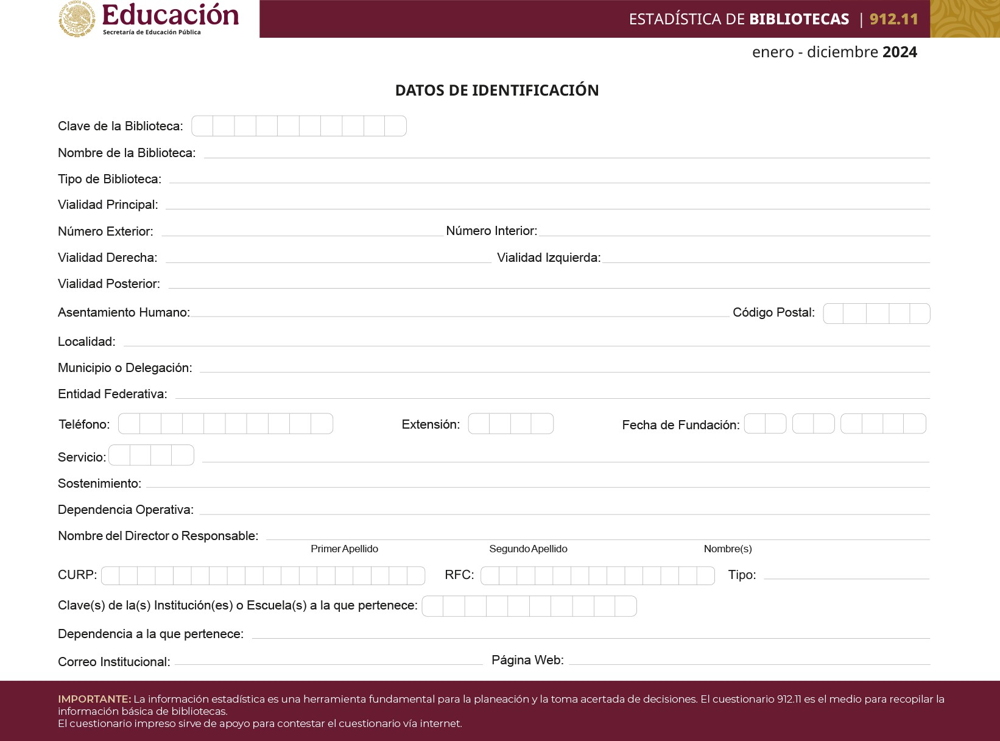 Educación
Secretaría de Educación Pública
ESTADÍSTICA DE BIBLIOTECAS | 912.11
enero - diciembre 2024
DATOS DE IDENTIFICACIÓN
Clave de la Biblioteca:
Nombre de la Biblioteca:
Tipo de Biblioteca:
Vialidad Principal:
Número Exterior: Número Interior:
Vialidad Derecha: Vialidad Izquierda:
Vialidad Posterior:
Asentamiento Humano: Código Postal:
Localidad:
Municipio o Delegación:
Entidad Federativa:
Teléfono: Extensión: Fecha de Fundación:
Servicio:
Sostenimiento:
Dependencia Operativa:
Nombre del Director o Responsable:
Primer Apellido Segundo Apellido Nombre(s)
CURP: RFC: Tipo:
Clave(s) de la(s) Institución(es) o Escuela(s) a la que pertenece:
Dependencia a la que pertenece:
Correo Institucional: Página Web:
IMPORTANTE: La información estadística es una herramienta fundamental para la planeación y la toma acertada de decisiones. El cuestionario 912.11 es el medio para recopilar la
información básica de bibliotecas.
El cuestionario impreso sirve de apoyo para contestar el cuestionario vía internet.